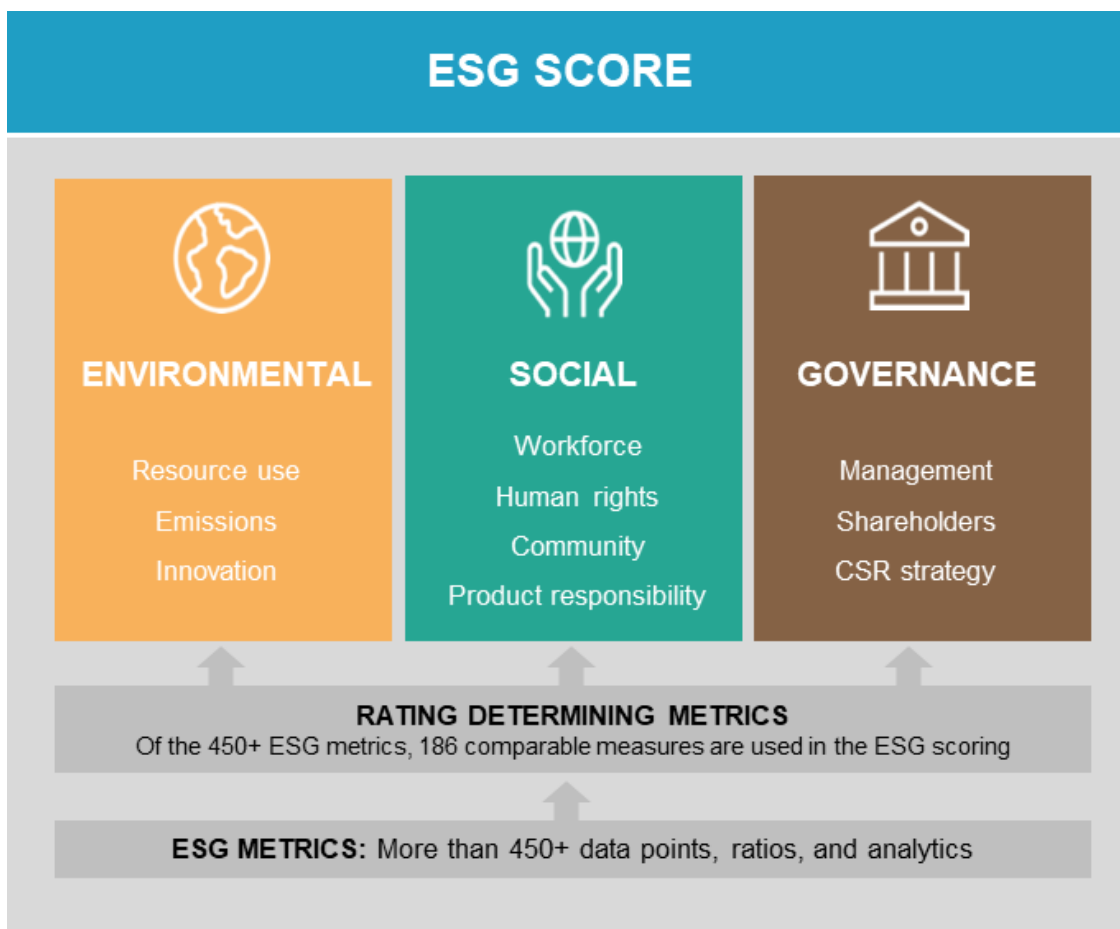 ESG SCORE
ENVIRONMENTAL
Resource use
Emissions
Innovation
SOCIAL
Workforce
Human rights
Community
Product responsibility
GOVERNANCE
Management
Shareholders
CSR strategy
RATING DETERMINING METRICS
Of the 450+ ESG metrics, 186 comparable measures are used in the ESG scoring
ESG METRICS: More than 450+ data points, ratios, and analytics